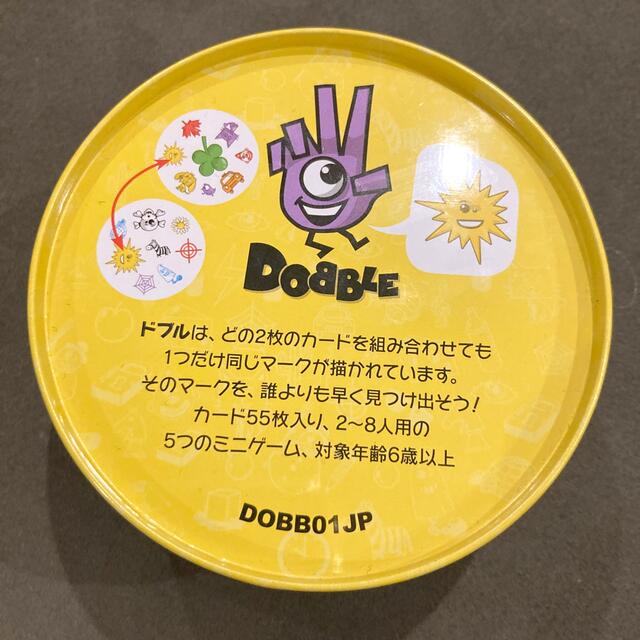 DOBBLE
ドブルは、どの2枚のカードを組み合わせても
1つだけ同じマークが描かれています。
そのマークを、誰よりも早く見つけ出そう!
カード55枚入り、2〜8人用の
5つのミニゲーム、対象年齢6歳以上
DOBB01JP